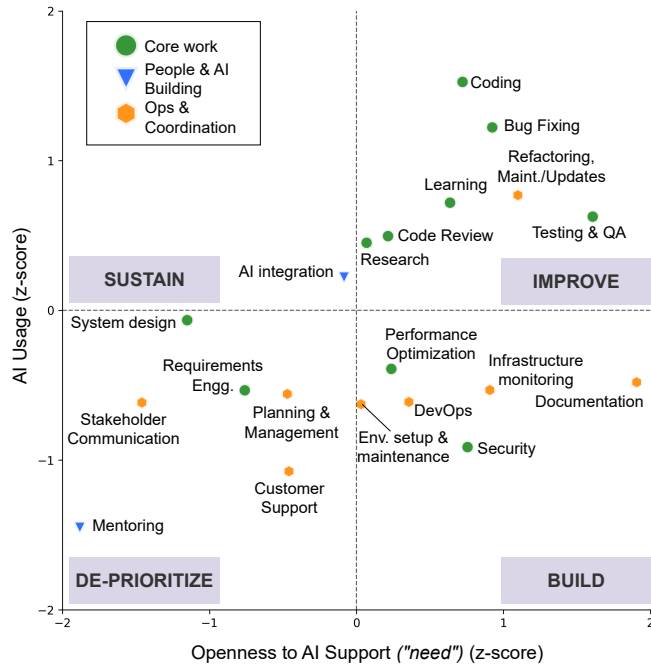 2
Core work
People & AI
Building
Ops &
Coordination
Coding
Bug Fixing
Refactoring,
Maint./Updates
1
Learning
Testing & QA
Code Review
Research
AI integration
SUSTAIN
IMPROVE
AI Usage (z-score)
0
System design
Performance
Optimization
Requirements
Engg.
Infrastructure
monitoring
Documentation
Stakeholder
Communication
Planning &
Management
DevOps
Env. setup &
maintenance
Security
−1
Customer
Support
Mentoring
DE-PRIORITIZE
BUILD
−2
−2
−1
0
1
2
Openness to AI Support ("need") (z-score)